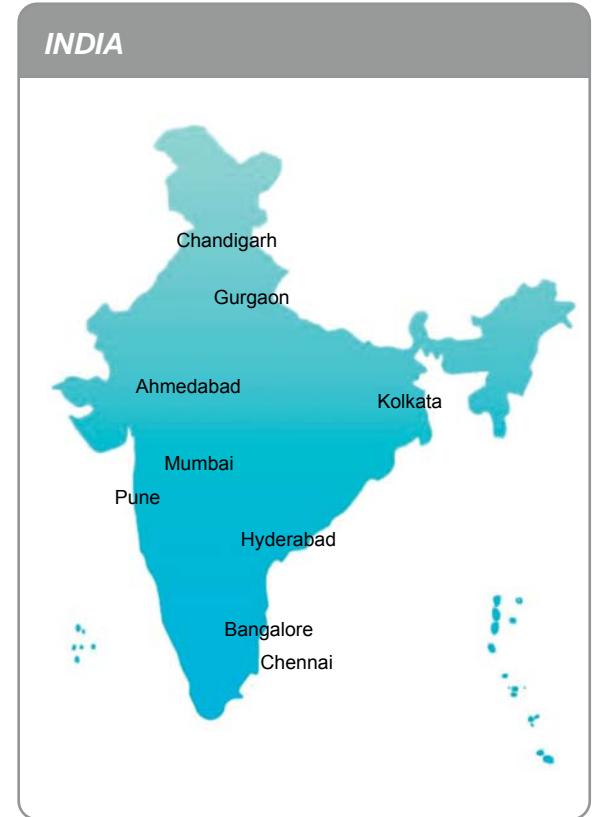 INDIA
Chandigarh
Gurgaon
Ahmedabad
Kolkata
Mumbai
Pune
Hyderabad
Bangalore
Chennai